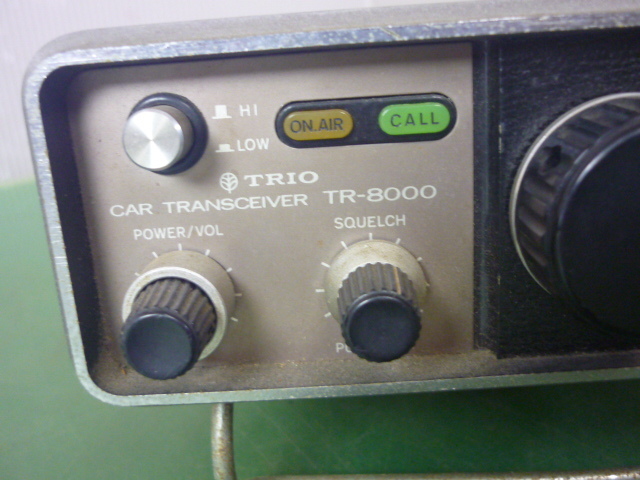 HI
ON.AIR CALL
LOW
TRIO
CAR TRANSCEIVER TR-8000
POWER/VOL SQUELCH